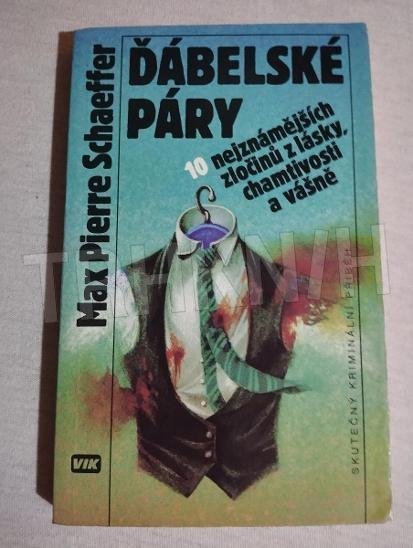 Max Pierre Schaeffer
ĎÁBELSKÉ
PÁRY
10 nejznámějších
zločinů z lásky,
chamtivosti
a vášně
SKUTEČNÝ KRIMINÁLNÍ PŘÍBĚH
VIK